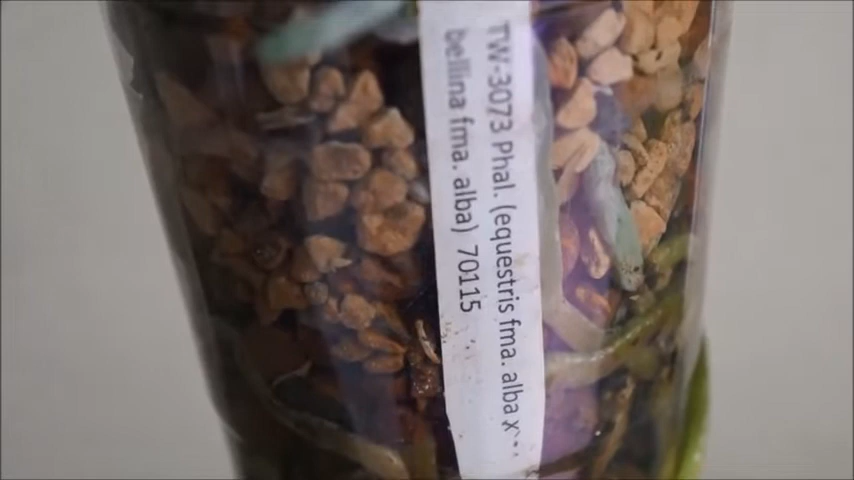 TW-3073 Phal. (equestris fma. alba x
bellina fma. alba) 70115